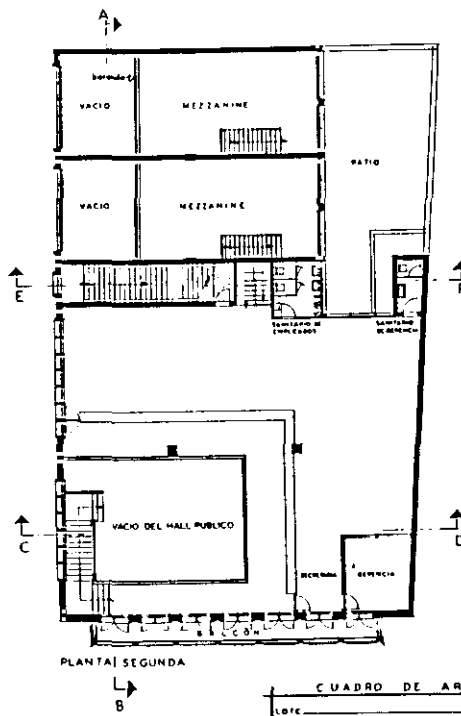 A
baranda
VACIO
MEZZANINE
PATIO
VACIO
MEZZANINE
E
F
SANITARIO DE
EMPLEADOS
SANITARIO
DE GERENCIA
VACIO DEL HALL PUBLICO
C
D
SECRETARIA
GERENCIA
BALCON
PLANTA SEGUNDA
B
CUADRO DE AR
LOTE